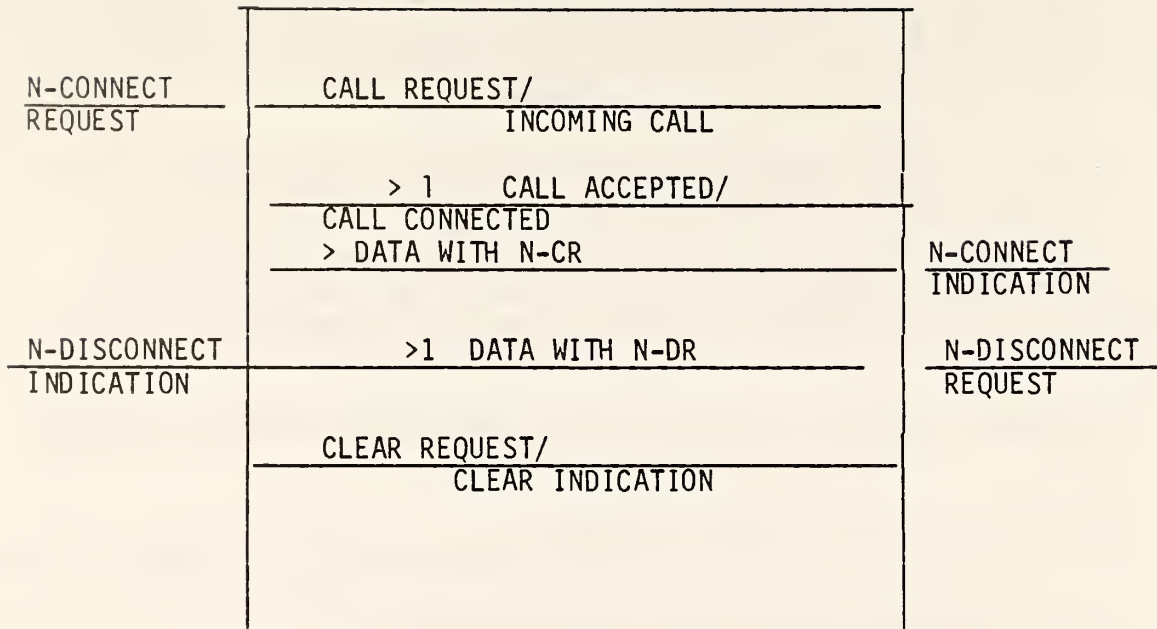 N-CONNECT
REQUEST
CALL REQUEST/
INCOMING CALL
> 1 CALL ACCEPTED/
CALL CONNECTED
> DATA WITH N-CR
N-CONNECT
INDICATION
N-DISCONNECT
INDICATION
>1 DATA WITH N-DR
N-DISCONNECT
REQUEST
CLEAR REQUEST/
CLEAR INDICATION